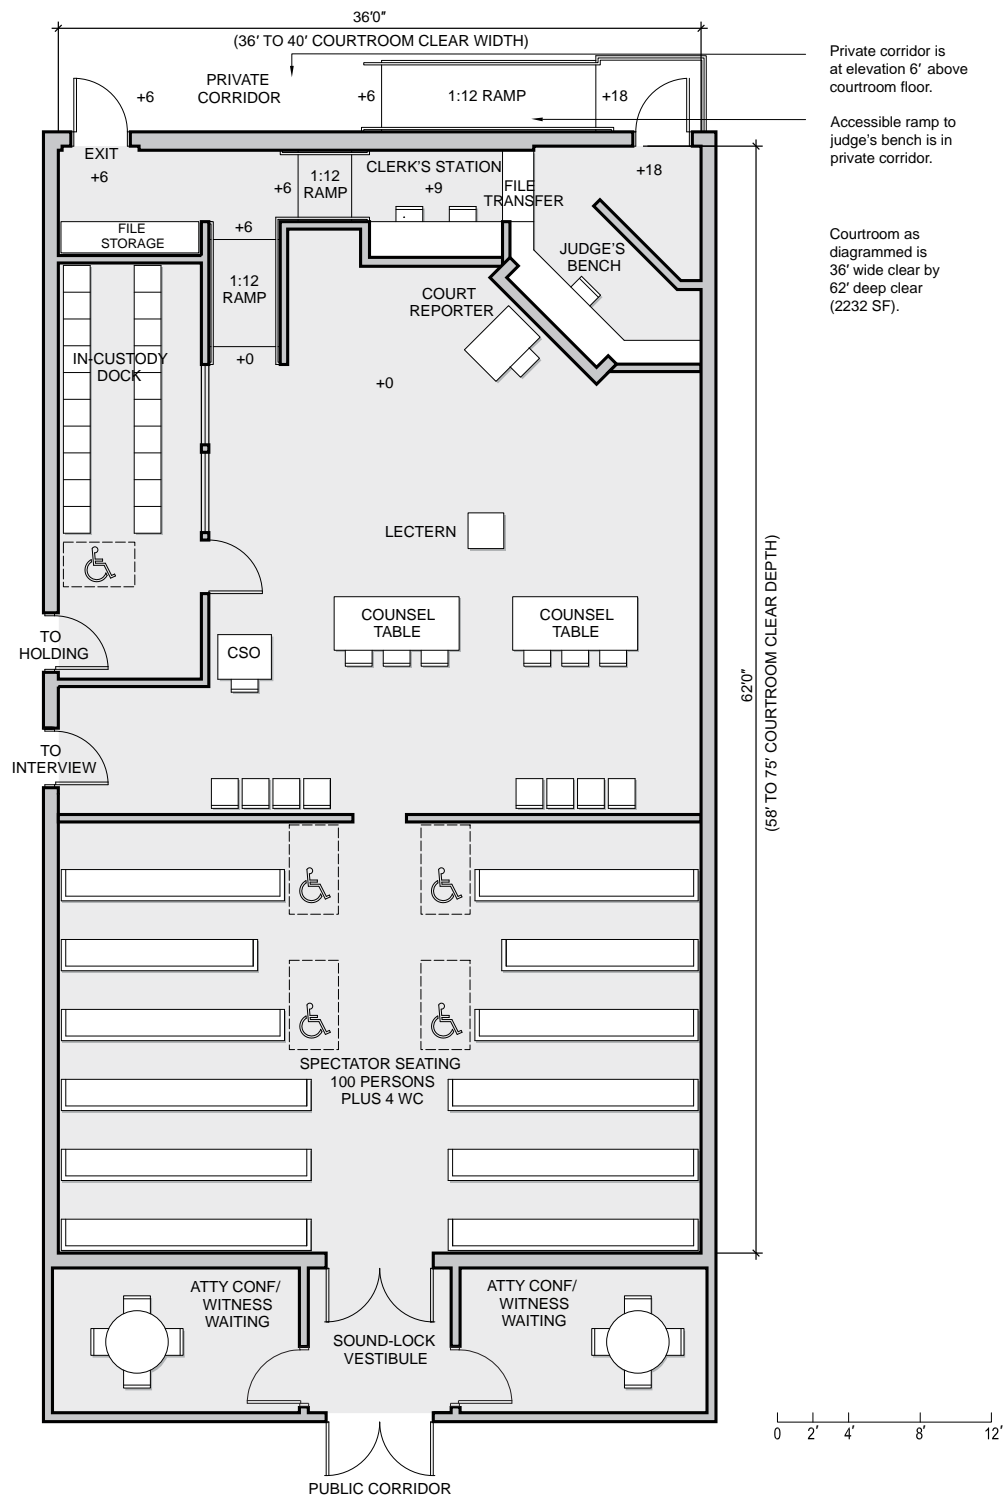 36′0″
(36′ TO 40′ COURTROOM CLEAR WIDTH)
Private corridor is
at elevation 6′ above
courtroom floor.
PRIVATE
CORRIDOR
+6
+6
1:12 RAMP
+18
Accessible ramp to
judge's bench is in
private corridor.
EXIT
+6
+6
1:12
RAMP
CLERK'S STATION
+9
FILE
TRANSFER
+18
FILE
STORAGE
+6
JUDGE'S
BENCH
Courtroom as
diagrammed is
36′ wide clear by
62′ deep clear
(2232 SF).
1:12
RAMP
COURT
REPORTER
+0
IN-CUSTODY
DOCK
+0
LECTERN
COUNSEL
TABLE
COUNSEL
TABLE
TO
HOLDING
CSO
62′0″
(58′ TO 75′ COURTROOM CLEAR DEPTH)
TO
INTERVIEW
SPECTATOR SEATING
100 PERSONS
PLUS 4 WC
ATTY CONF/
WITNESS
WAITING
ATTY CONF/
WITNESS
WAITING
SOUND-LOCK
VESTIBULE
0 2′ 4′ 8′ 12′
PUBLIC CORRIDOR